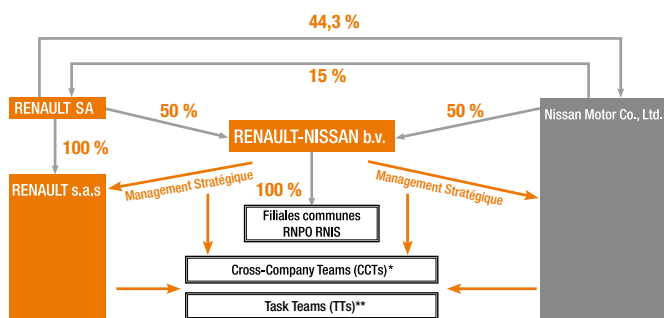 44,3 %
15 %
RENAULT SA
50 %
50 %
Nissan Motor Co., Ltd.
RENAULT-NISSAN b.v.
100 %
RENAULT s.a.s
Management Stratégique
100 %
Management Stratégique
Filiales communes
RNPO RNIS
Cross-Company Teams (CCTs)*
Task Teams (TTs)**